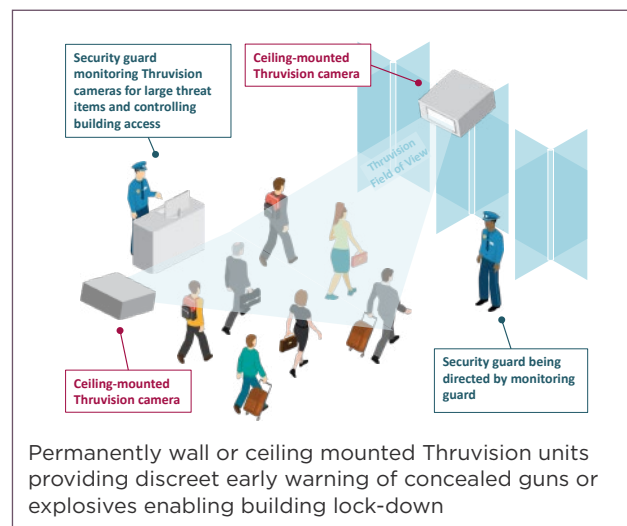 Security guard
monitoring Thruvision
cameras for large threat
items and controlling
building access
Ceiling-mounted
Thruvision camera
Thruvision
Field of View
Ceiling-mounted
Thruvision camera
Security guard being
directed by monitoring
guard
Permanently wall or ceiling mounted Thruvision units
providing discreet early warning of concealed guns or
explosives enabling building lock-down